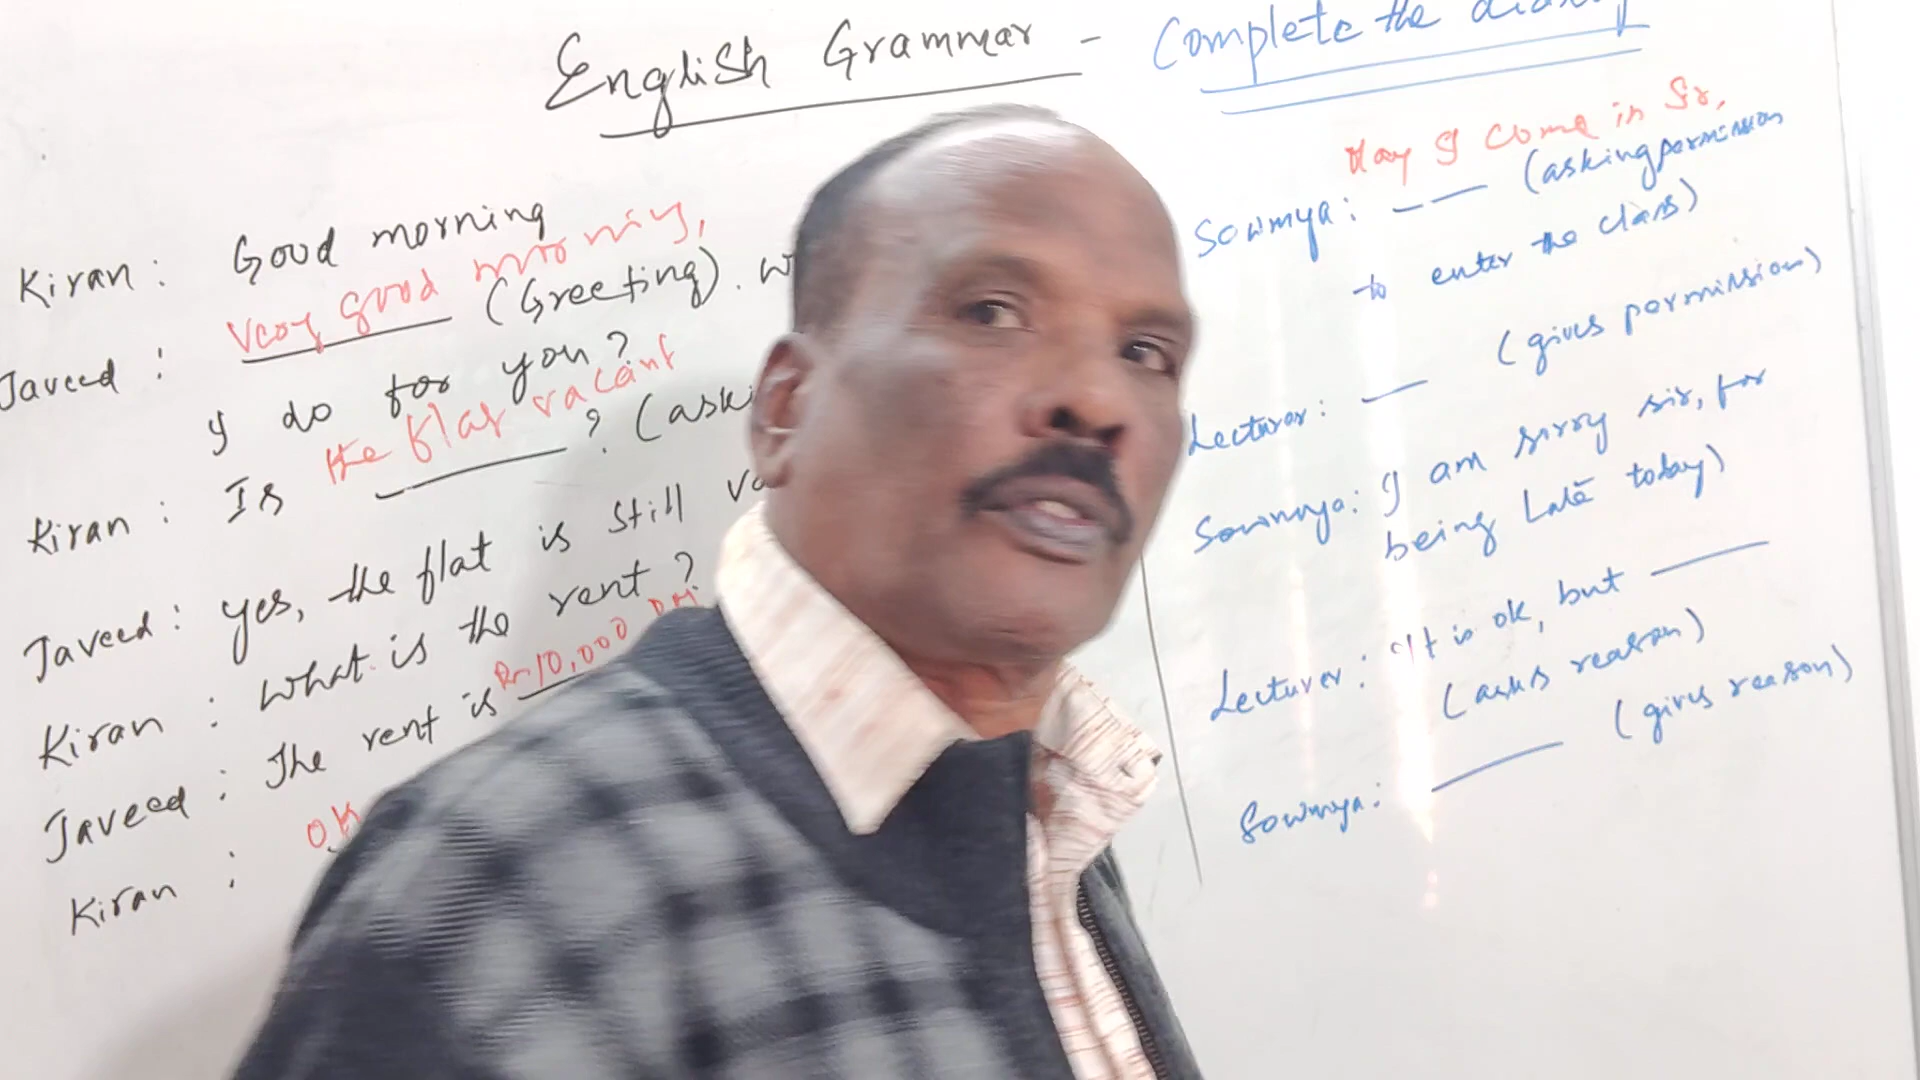 English Grammar - Complete the
Kiran : Good morning
Very good morning,
Javeed : (Greeting). w
I do for you?
the flat vacant
Kiran : Is ? (aski
Javeed : yes, the flat is still va
Kiran : What is the rent?
Rs 10,000
Javeed : The rent is
OK
Kiran :
May I come in Sir,
Sowmya : (asking permission
to enter the class)
Lecturer : (gives permission)
Sowmya : I am sorry sir, for
being Late today)
Lecturer : It is ok, but
(asks reason)
Sowmya : (gives reason)